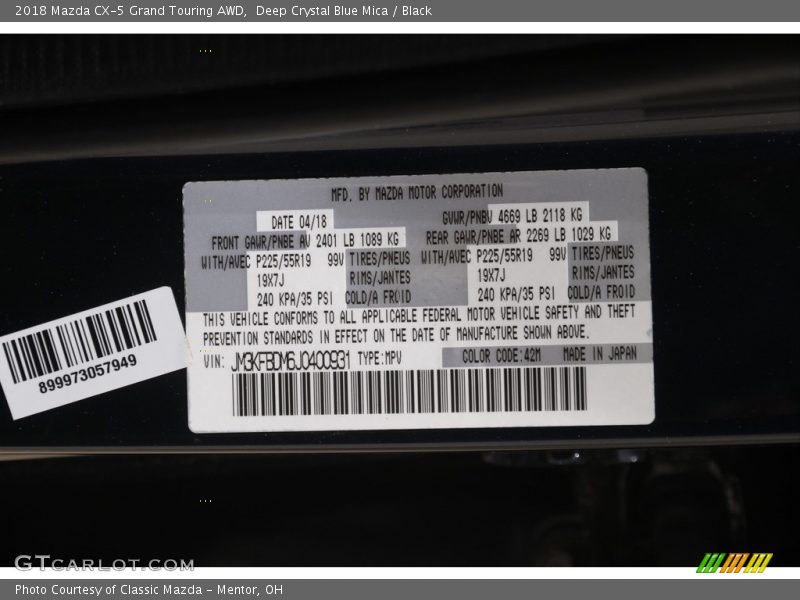 2018 Mazda CX-5 Grand Touring AWD, Deep Crystal Blue Mica / Black
MFD. BY MAZDA MOTOR CORPORATION
DATE 04/18 GVWR/PNBV 4669 LB 2118 KG
FRONT GAWR/PNBE AV 2401 LB 1089 KG REAR GAWR/PNBE AR 2269 LB 1029 KG
WITH/AVEC P225/55R19 99V TIRES/PNEUS WITH/AVEC P225/55R19 99V TIRES/PNEUS
19X7J RIMS/JANTES 19X7J RIMS/JANTES
240 KPA/35 PSI COLD/A FROID 240 KPA/35 PSI COLD/A FROID
THIS VEHICLE CONFORMS TO ALL APPLICABLE FEDERAL MOTOR VEHICLE SAFETY AND THEFT
PREVENTION STANDARDS IN EFFECT ON THE DATE OF MANUFACTURE SHOWN ABOVE.
VIN: JM3KFBDM6J0400931 TYPE:MPV COLOR CODE:42M MADE IN JAPAN
899973057949
GTCARLOT.COM
Photo Courtesy of Classic Mazda - Mentor, OH